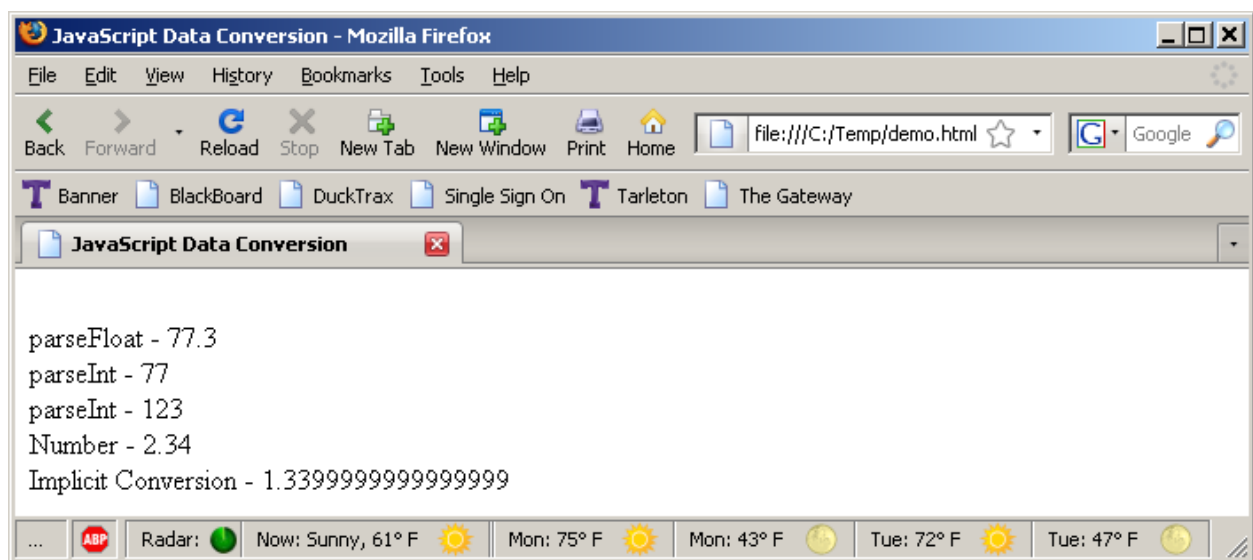 JavaScript Data Conversion - Mozilla Firefox
File Edit View History Bookmarks Tools Help
Back Forward Reload Stop New Tab New Window Print Home file:///C:/Temp/demo.html G Google
T Banner BlackBoard DuckTrax Single Sign On T Tarleton The Gateway
JavaScript Data Conversion
parseFloat - 77.3
parseInt - 77
parseInt - 123
Number - 2.34
Implicit Conversion - 1.3399999999999999
... ABP Radar: Now: Sunny, 61° F Mon: 75° F Mon: 43° F Tue: 72° F Tue: 47° F